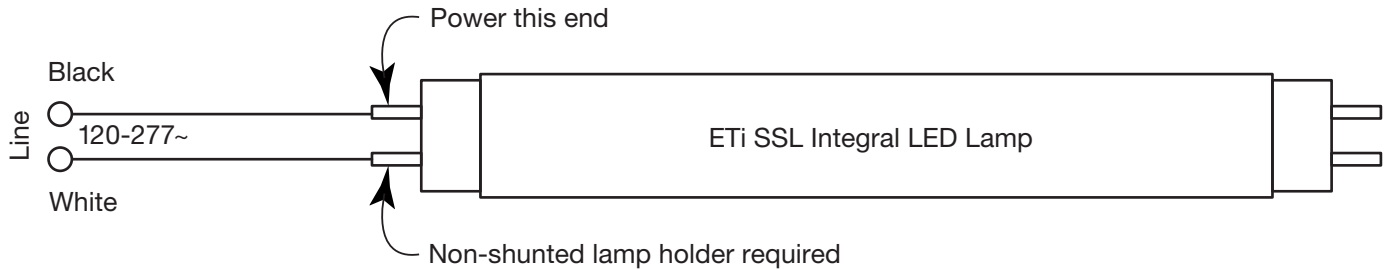 Power this end
Black
Line
120-277~
ETi SSL Integral LED Lamp
White
Non-shunted lamp holder required